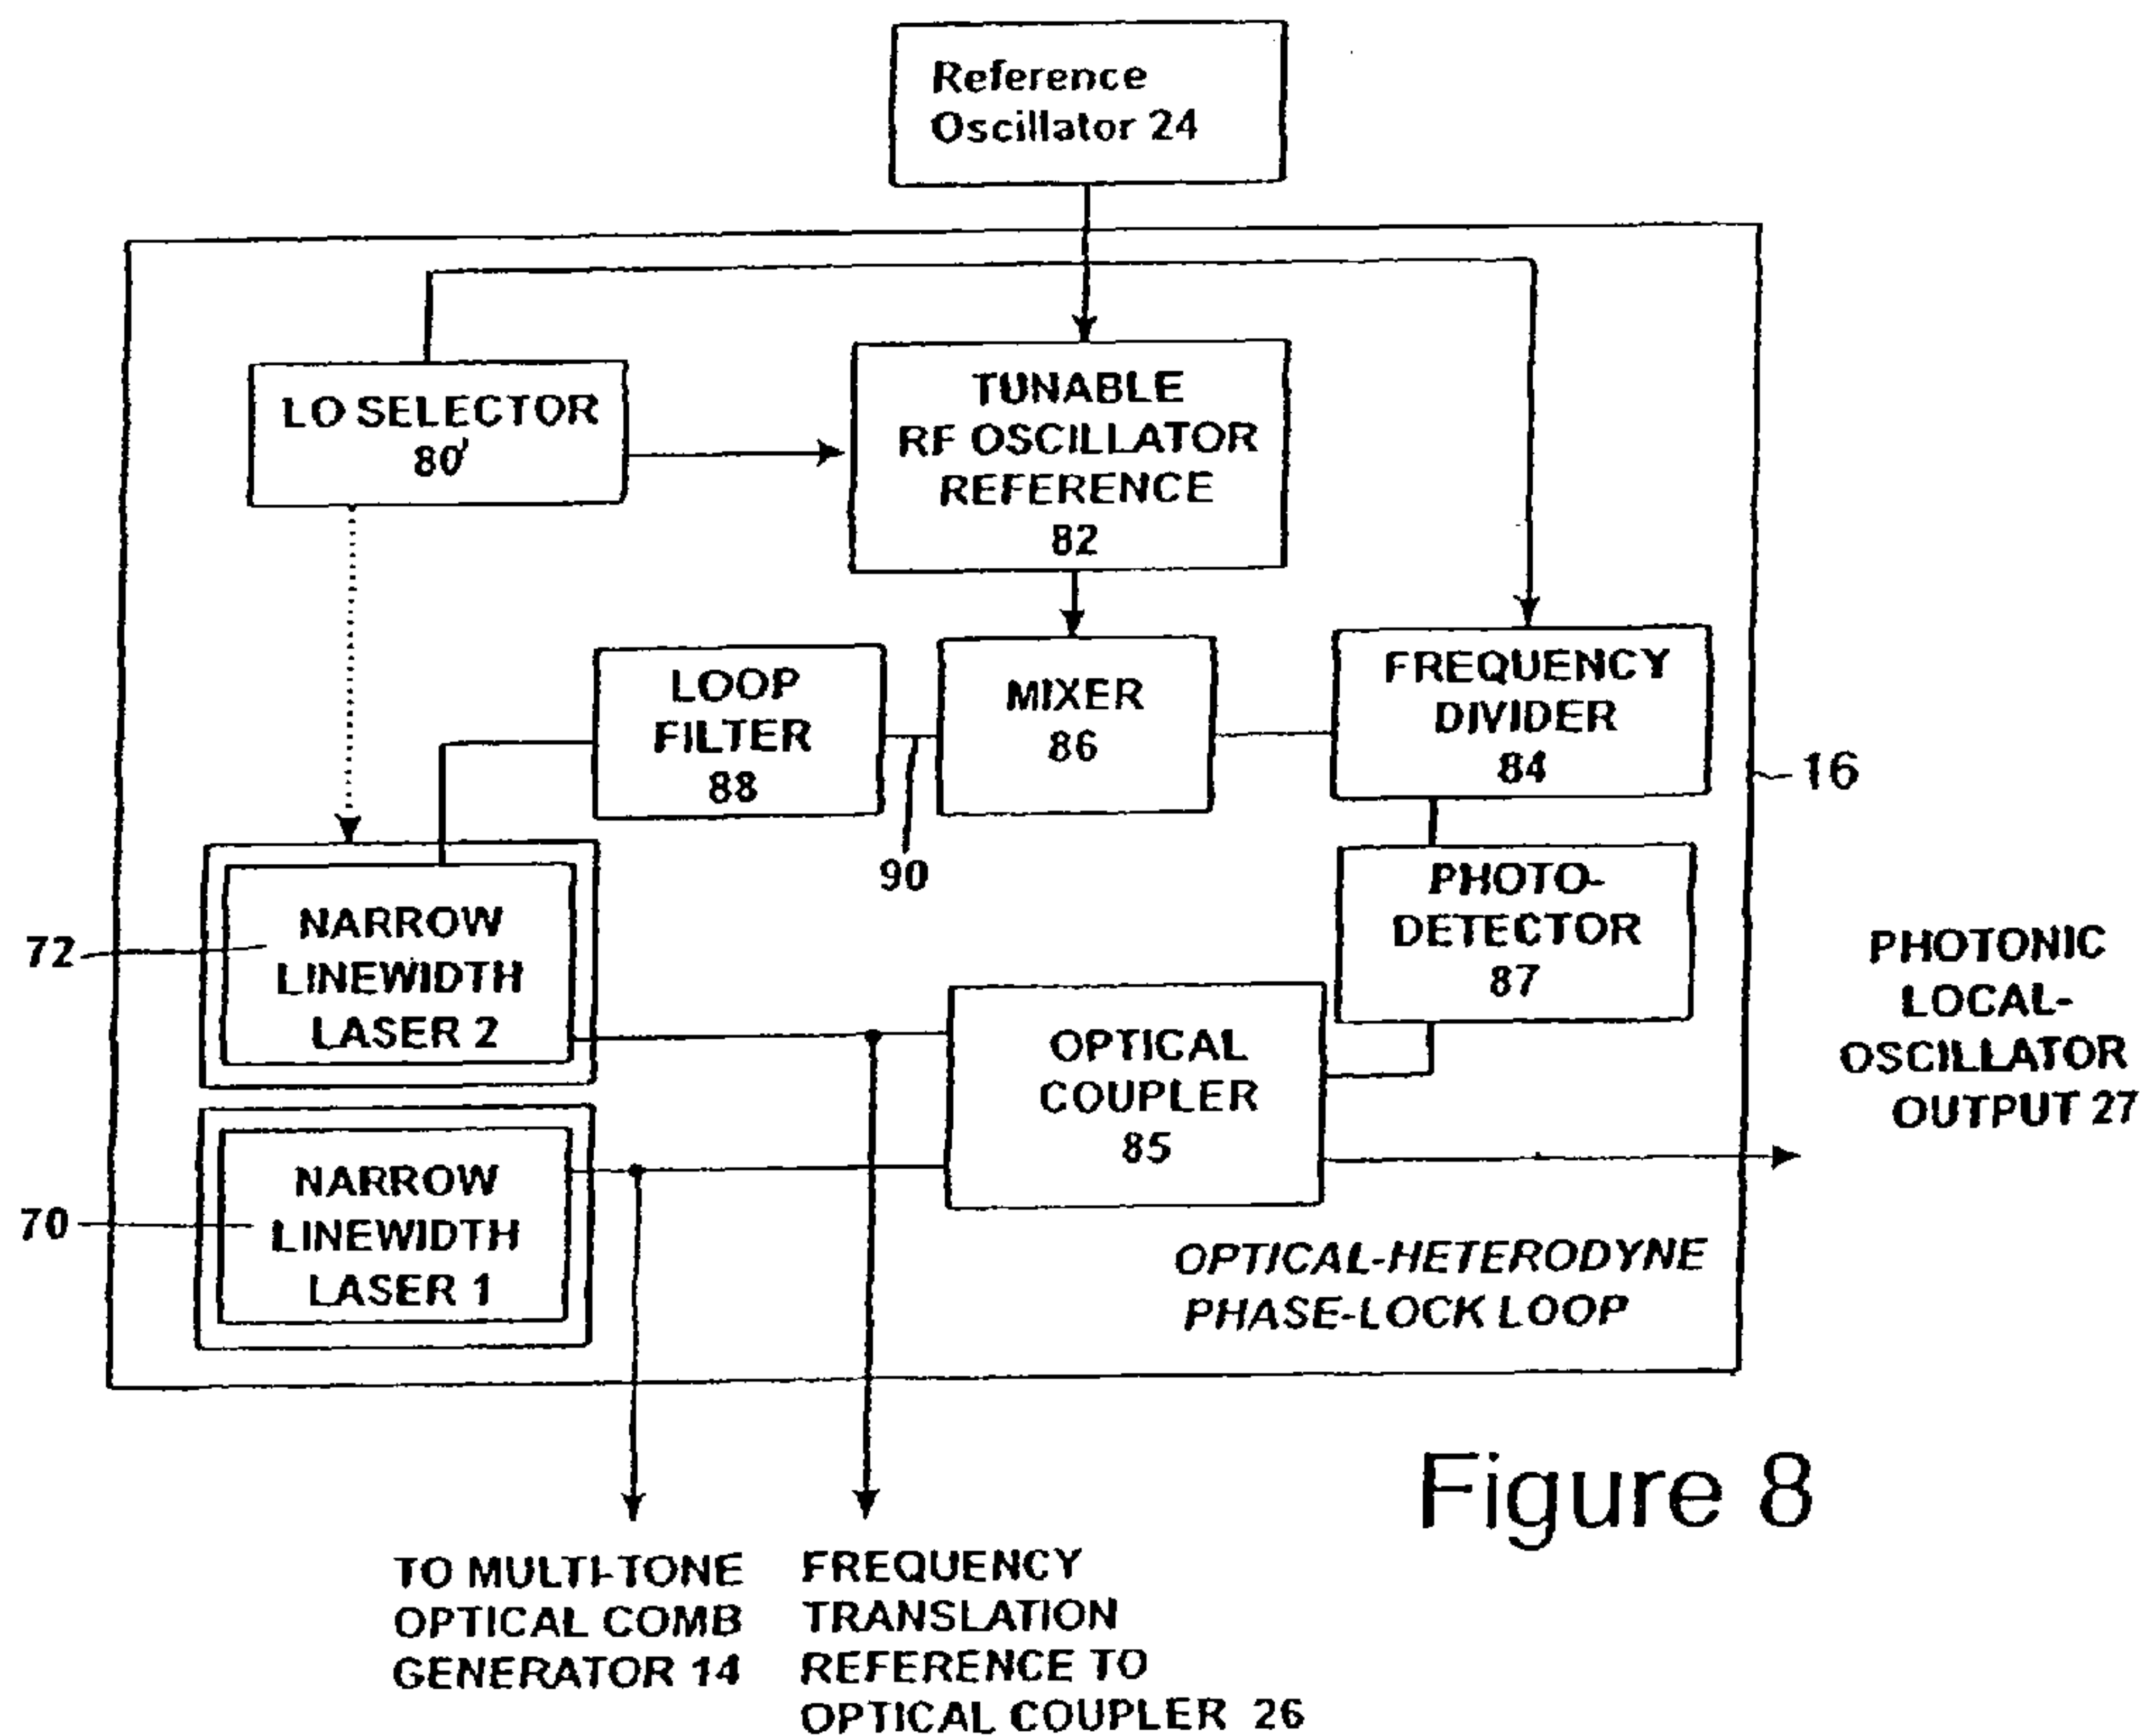 Reference
Oscillator 24
LO SELECTOR
80'
TUNABLE
RF OSCILLATOR
REFERENCE
82
LOOP
FILTER
88
MIXER
86
FREQUENCY
DIVIDER
84
16
90
PHOTO-
DETECTOR
87
72
NARROW
LINEWIDTH
LASER 2
OPTICAL
COUPLER
85
PHOTONIC
LOCAL-
OSCILLATOR
OUTPUT 27
70
NARROW
LINEWIDTH
LASER 1
OPTICAL-HETERODYNE
PHASE-LOCK LOOP
TO MULTI-TONE
OPTICAL COMB
GENERATOR 14
FREQUENCY
TRANSLATION
REFERENCE TO
OPTICAL COUPLER 26
Figure 8